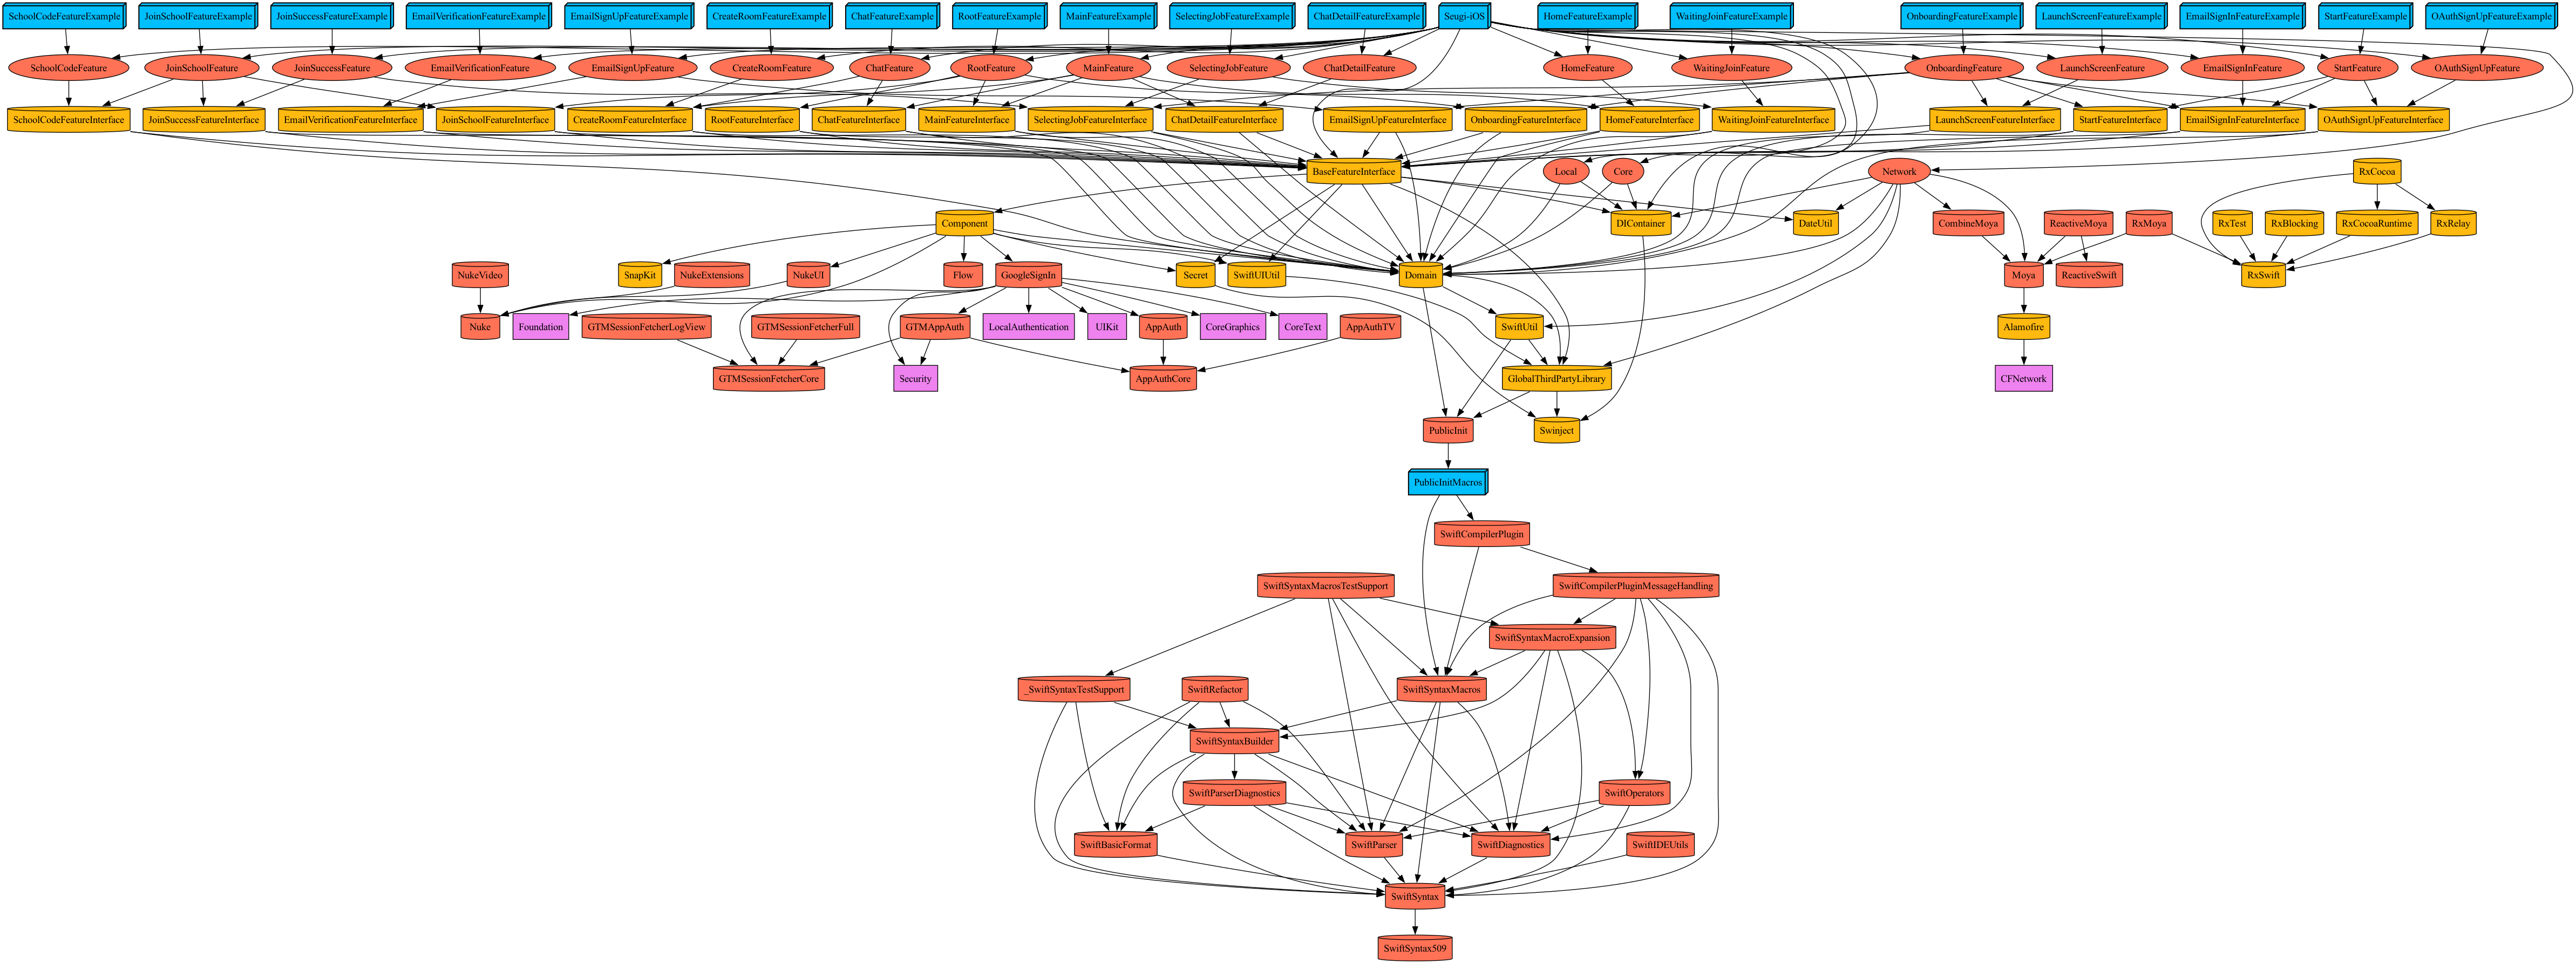 SchoolCodeFeatureExample
JoinSchoolFeatureExample
JoinSuccessFeatureExample
EmailVerificationFeatureExample
EmailSignUpFeatureExample
CreateRoomFeatureExample
ChatFeatureExample
RootFeatureExample
MainFeatureExample
SelectingJobFeatureExample
ChatDetailFeatureExample
Seugi-iOS
HomeFeatureExample
WaitingJoinFeatureExample
OnboardingFeatureExample
LaunchScreenFeatureExample
EmailSignInFeatureExample
StartFeatureExample
OAuthSignUpFeatureExample
SchoolCodeFeature
JoinSchoolFeature
JoinSuccessFeature
EmailVerificationFeature
EmailSignUpFeature
CreateRoomFeature
ChatFeature
RootFeature
MainFeature
SelectingJobFeature
ChatDetailFeature
HomeFeature
WaitingJoinFeature
OnboardingFeature
LaunchScreenFeature
EmailSignInFeature
StartFeature
OAuthSignUpFeature
SchoolCodeFeatureInterface
JoinSuccessFeatureInterface
EmailVerificationFeatureInterface
JoinSchoolFeatureInterface
CreateRoomFeatureInterface
RootFeatureInterface
ChatFeatureInterface
MainFeatureInterface
SelectingJobFeatureInterface
ChatDetailFeatureInterface
EmailSignUpFeatureInterface
OnboardingFeatureInterface
HomeFeatureInterface
WaitingJoinFeatureInterface
LaunchScreenFeatureInterface
StartFeatureInterface
EmailSignInFeatureInterface
OAuthSignUpFeatureInterface
BaseFeatureInterface
Local
Core
Network
RxCocoa
Component
DIContainer
DateUtil
CombineMoya
ReactiveMoya
RxMoya
RxTest
RxBlocking
RxCocoaRuntime
RxRelay
NukeVideo
SnapKit
NukeExtensions
NukeUI
Flow
GoogleSignIn
Secret
SwiftUIUtil
Domain
Moya
ReactiveSwift
RxSwift
Nuke
Foundation
GTMSessionFetcherLogView
GTMSessionFetcherFull
GTMAppAuth
LocalAuthentication
UIKit
AppAuth
CoreGraphics
CoreText
AppAuthTV
SwiftUtil
Alamofire
GTMSessionFetcherCore
Security
AppAuthCore
GlobalThirdPartyLibrary
CFNetwork
PublicInit
Swinject
PublicInitMacros
SwiftCompilerPlugin
SwiftSyntaxMacrosTestSupport
SwiftCompilerPluginMessageHandling
SwiftSyntaxMacroExpansion
_SwiftSyntaxTestSupport
SwiftRefactor
SwiftSyntaxMacros
SwiftSyntaxBuilder
SwiftParserDiagnostics
SwiftOperators
SwiftBasicFormat
SwiftParser
SwiftDiagnostics
SwiftIDEUtils
SwiftSyntax
SwiftSyntax509